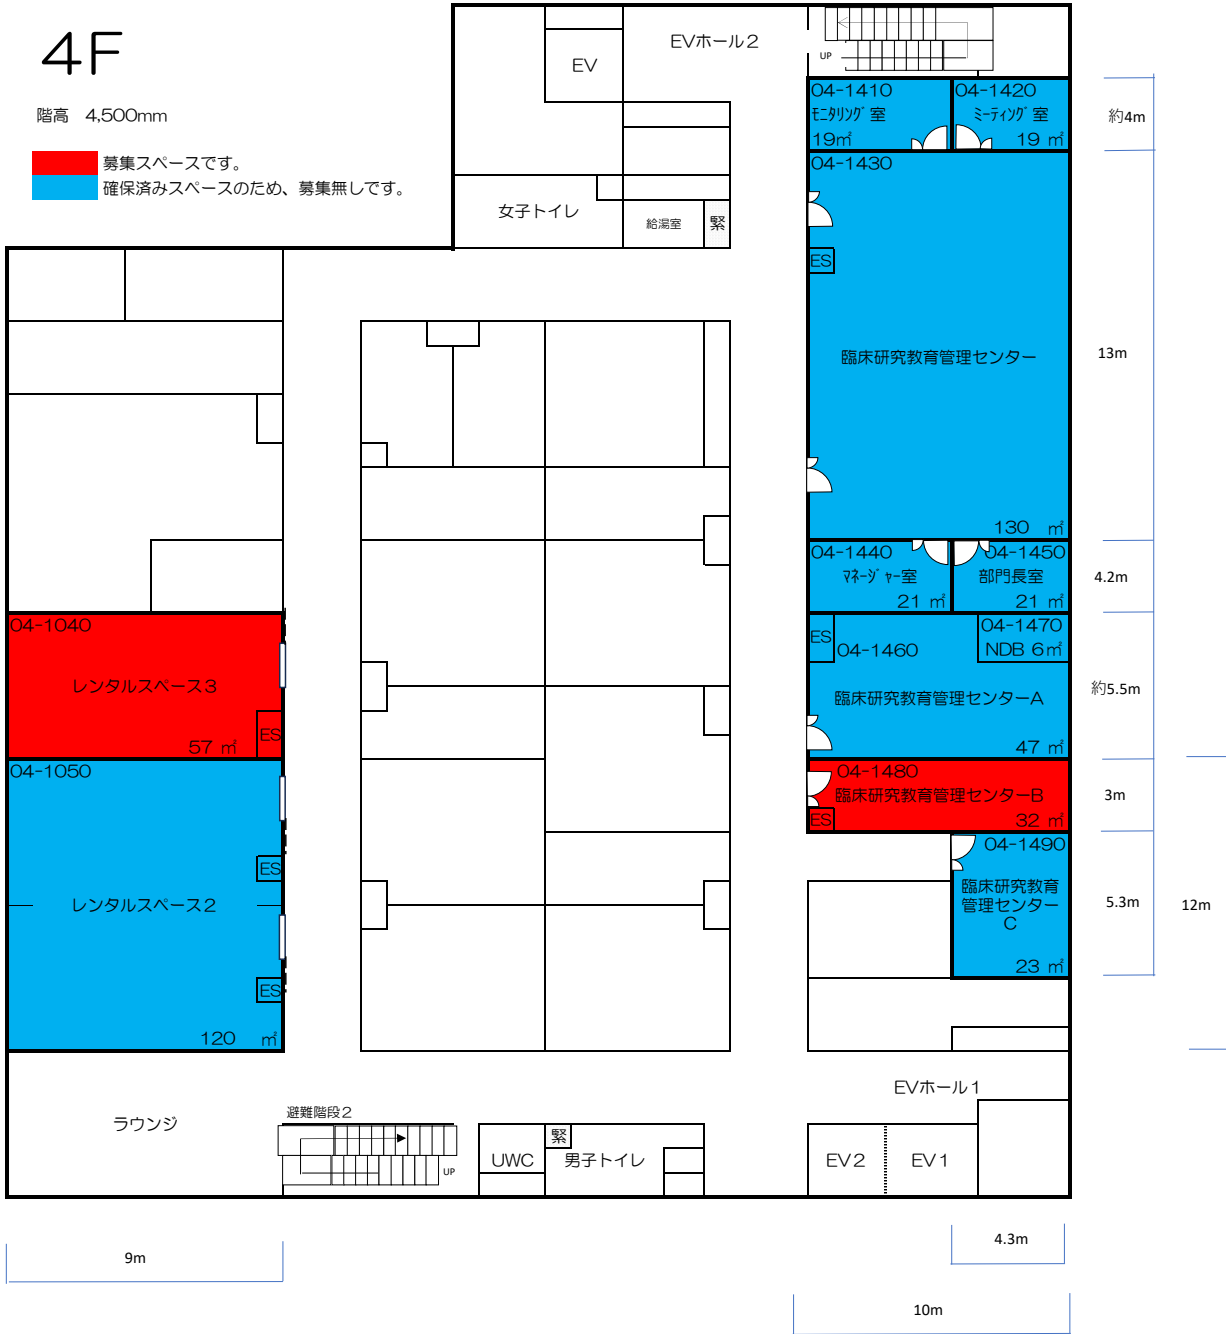 4F
階高 4,500mm
募集スペースです。
確保済みスペースのため、募集無しです。
EVホール2
EV
UP
女子トイレ
給湯室
緊
04-1410
モニタリング室
19㎡
04-1420
ミーティング室
19 ㎡
約4m
04-1430
ES
臨床研究教育管理センター
130 ㎡
13m
04-1440
マネージャー室
21 ㎡
04-1450
部門長室
21 ㎡
4.2m
ES
04-1460
04-1470
NDB 6㎡
臨床研究教育管理センターA
47 ㎡
約5.5m
04-1480
臨床研究教育管理センターB
ES
32 ㎡
3m
04-1490
臨床研究教育
管理センター
C
23 ㎡
5.3m
12m
04-1040
レンタルスペース3
ES
57 ㎡
04-1050
ES
レンタルスペース2
ES
120 ㎡
ラウンジ
避難階段2
UP
UWC
緊
男子トイレ
EVホール1
EV2
EV1
9m
4.3m
10m